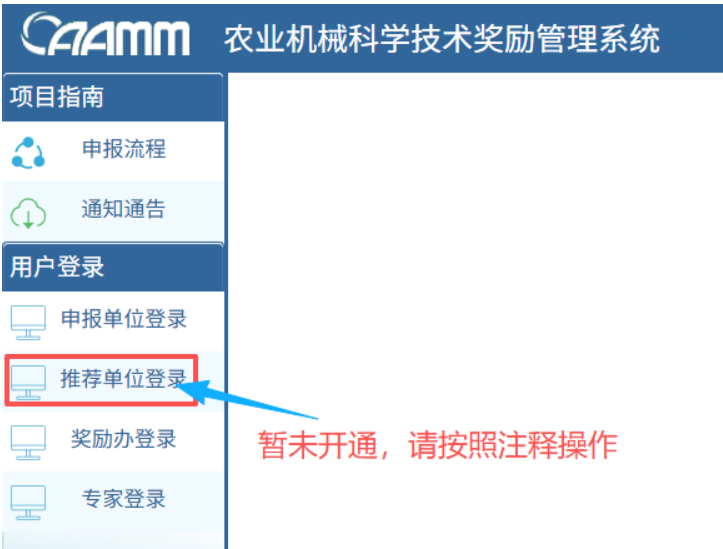 CAAMM 农业机械科学技术奖励管理系统
项目指南
申报流程
通知通告
用户登录
申报单位登录
推荐单位登录
奖励办登录
暂未开通，请按照注释操作
专家登录